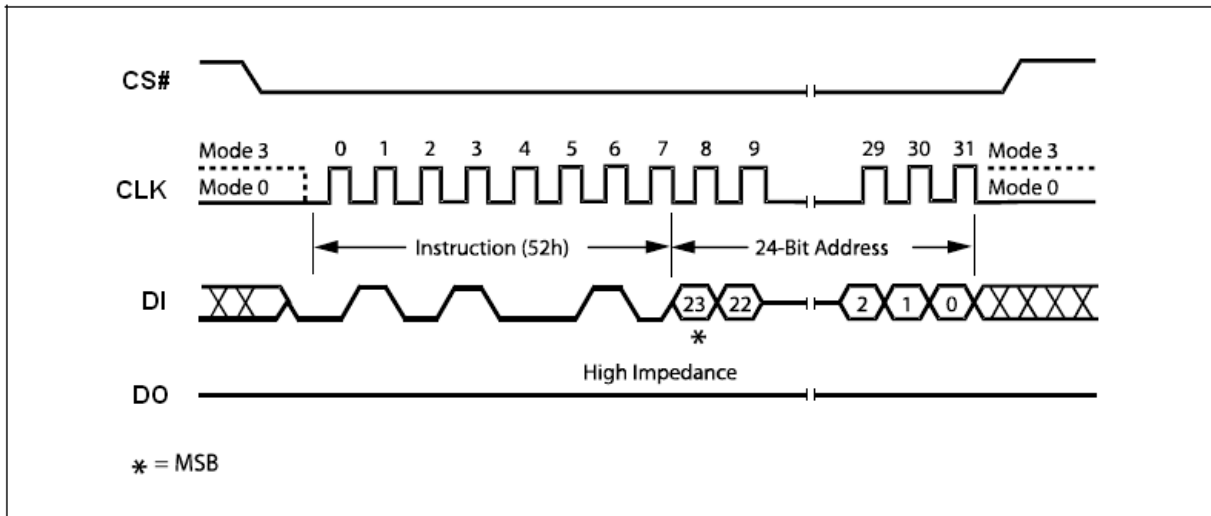 CS#
Mode 3 0 1 2 3 4 5 6 7 8 9 29 30 31 Mode 3
CLK Mode 0 Mode 0
Instruction (52h) 24-Bit Address
DI 23 22 2 1 0
*
High Impedance
DO
* = MSB